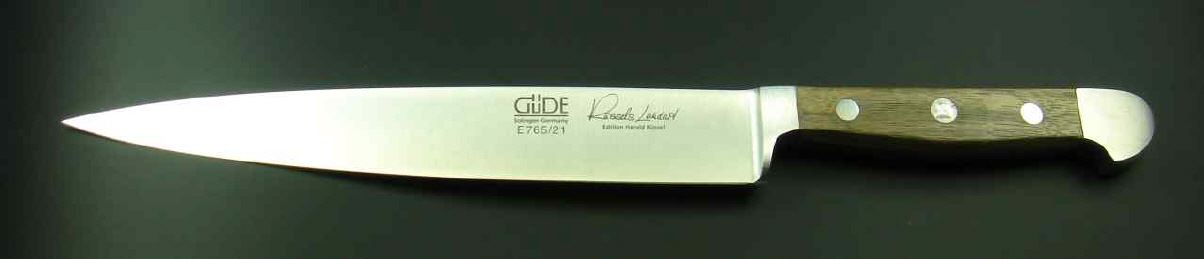 GÜDE
Solingen Germany
E765/21
Edition Harald Rüssel